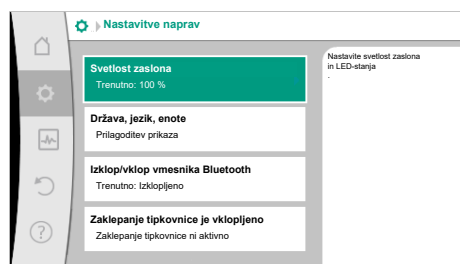 Nastavitve naprav
Svetlost zaslona
Trenutno: 100 %
Država, jezik, enote
Prilagoditev prikaza
Izklop/vklop vmesnika Bluetooth
Trenutno: Izklopljeno
Zaklepanje tipkovnice je vklopljeno
Zaklepanje tipkovnice ni aktivno
Nastavite svetlost zaslona
in LED-stanja
.